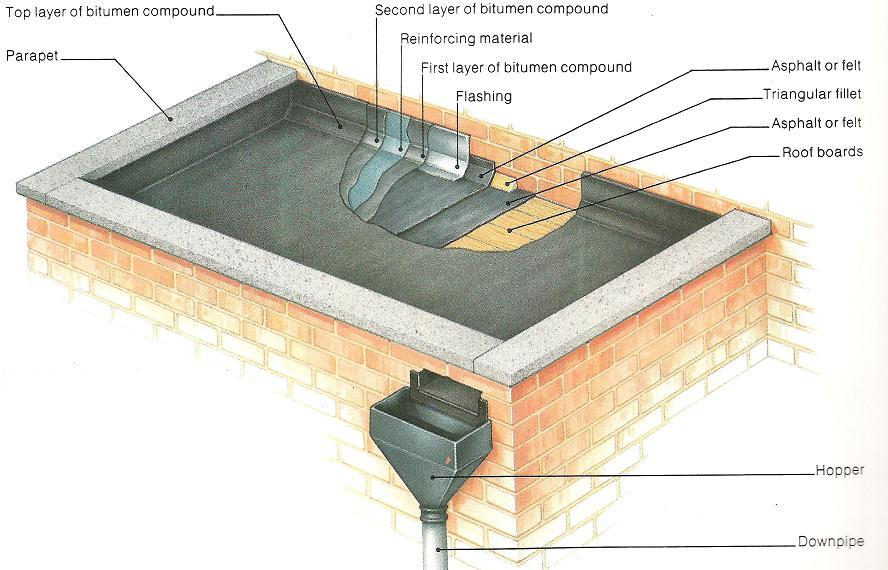 Top layer of bitumen compound
Second layer of bitumen compound
Parapet
Reinforcing material
First layer of bitumen compound
Asphalt or felt
Flashing
Triangular fillet
Asphalt or felt
Roof boards
Hopper
Downpipe